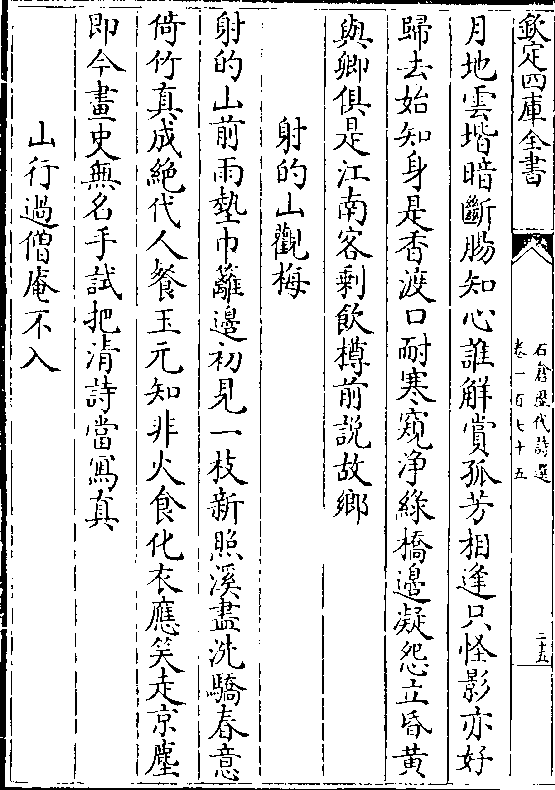 欽定四庫全書
石倉歷代詩選
卷一百七十五
二十五
月地雲堦暗斷腸知心誰解賞孤芳相逢只怪影亦好
歸去始知身是香渡口耐寒窺净綠橋邊凝怨立昏黄
與卿俱是江南客剩飲樽前説故鄉
射的山觀梅
射的山前雨墊巾籬邊初見一枝新照溪盡洗驕春意
倚竹真成絶代人餐玉元知非火食化衣應笑走京塵
即今畫史無名手試把清詩當寫真
山行過僧庵不入